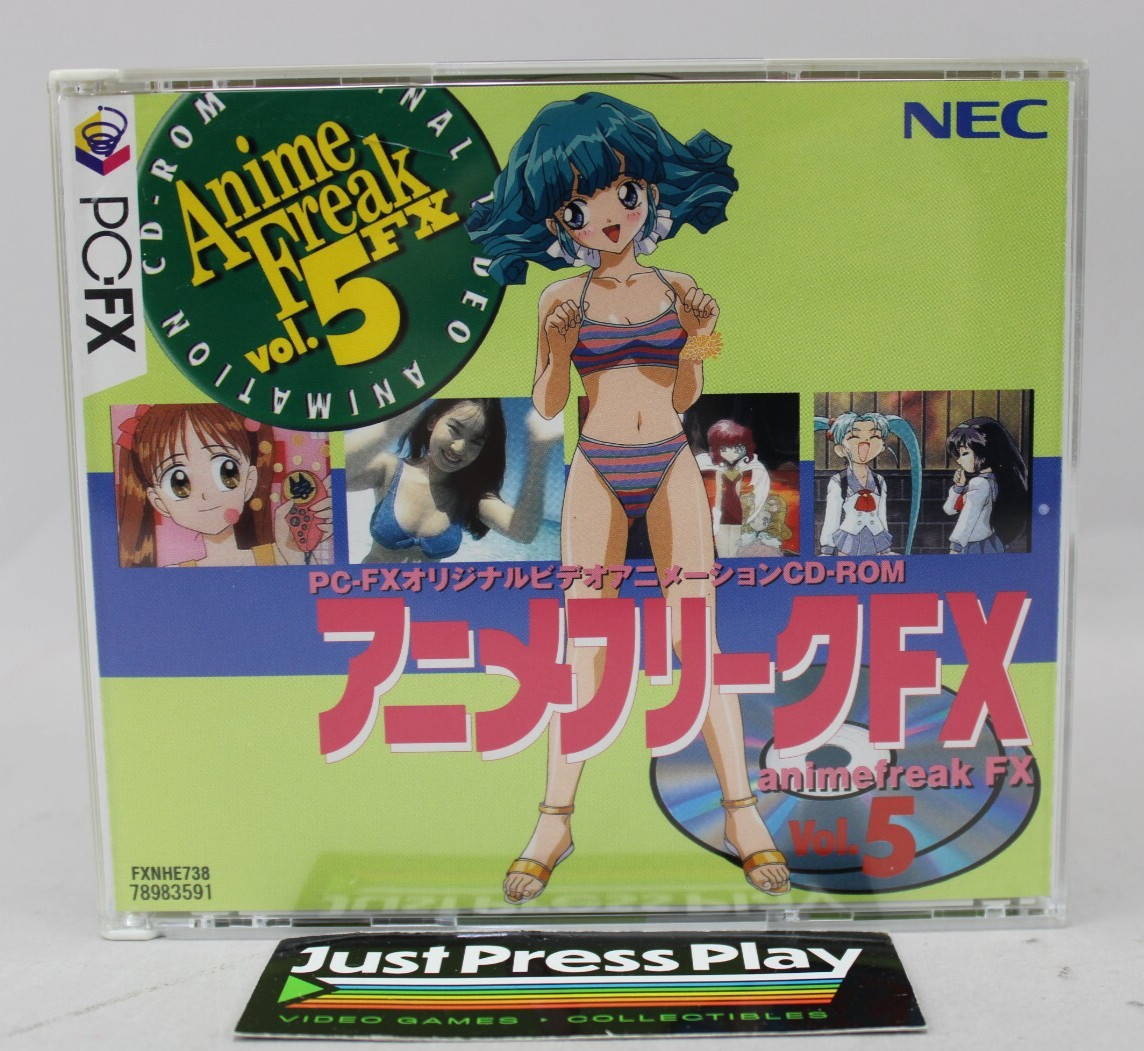 NEC
PC-FX
ANIMATION CD-ROM
NAL
DEO
Anime
Freak
FX
vol. 5
PC-FXオリジナルビデオアニメーションCD-ROM
アニメフリークFX
animefreak FX
Vol. 5
FXNHE738
78983591
Just Press Play
VIDEO GAMES · COLLECTIBLES